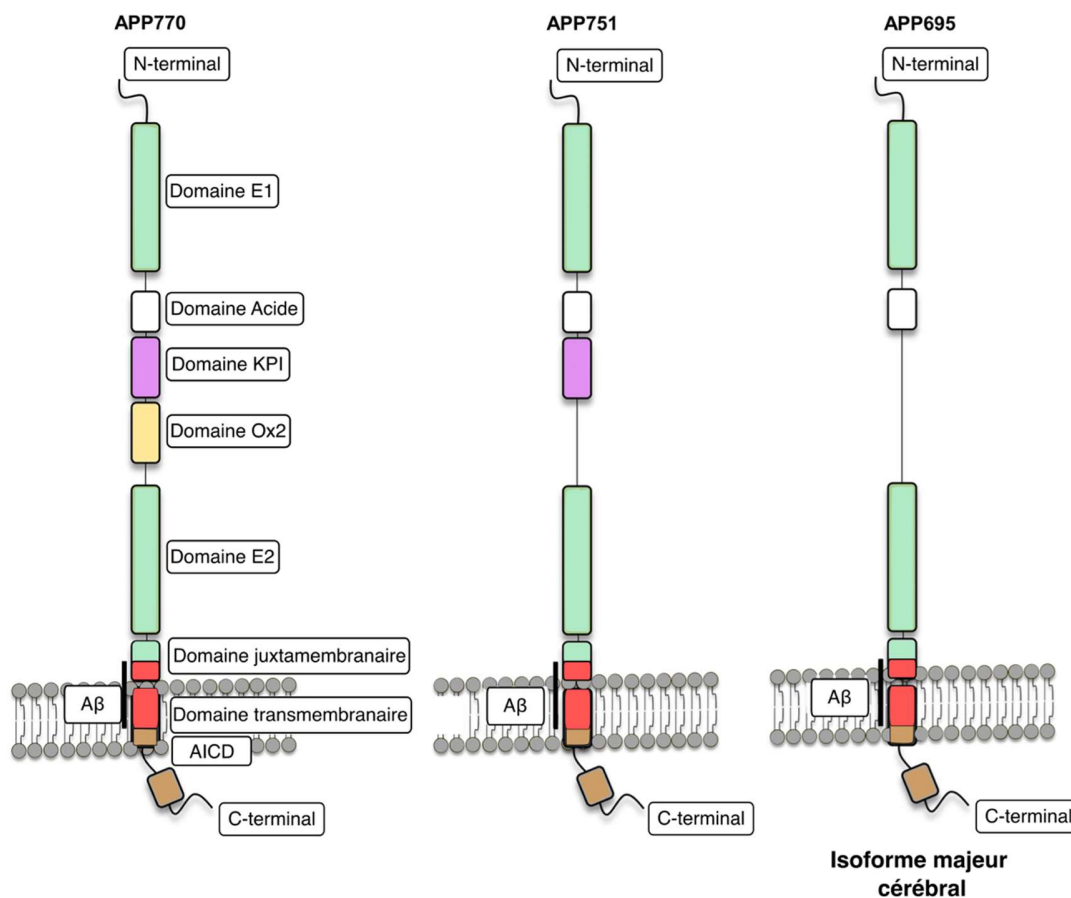 APP770
APP751
APP695
N-terminal
N-terminal
N-terminal
Domaine E1
Domaine Acide
Domaine KPI
Domaine Ox2
Domaine E2
Domaine juxtamembranaire
Aβ
Aβ
Aβ
Domaine transmembranaire
AICD
C-terminal
C-terminal
C-terminal
Isoforme majeur
cérébral